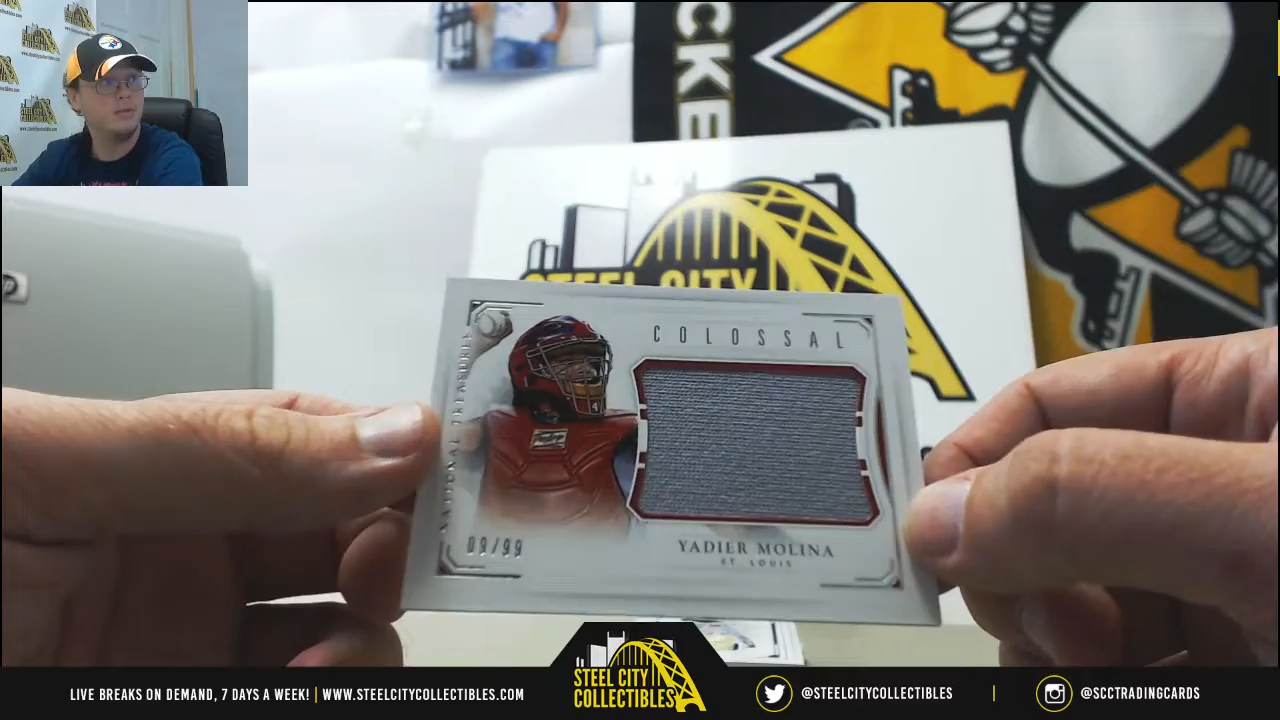 CKE
STEEL CITY
COLOSSAL
NATIONAL TREASURES
09/99
YADIER MOLINA
ST. LOUIS
LIVE BREAKS ON DEMAND, 7 DAYS A WEEK! | WWW.STEELCITYCOLLECTIBLES.COM
STEEL CITY
COLLECTIBLES
@STEELCITYCOLLECTIBLES
@SCCTRADINGCARDS